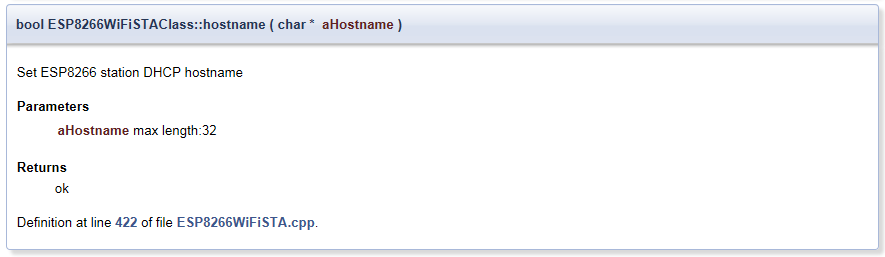 bool ESP8266WiFiSTAClass::hostname ( char * aHostname )
Set ESP8266 station DHCP hostname
Parameters
aHostname max length:32
Returns
ok
Definition at line 422 of file ESP8266WiFiSTA.cpp.